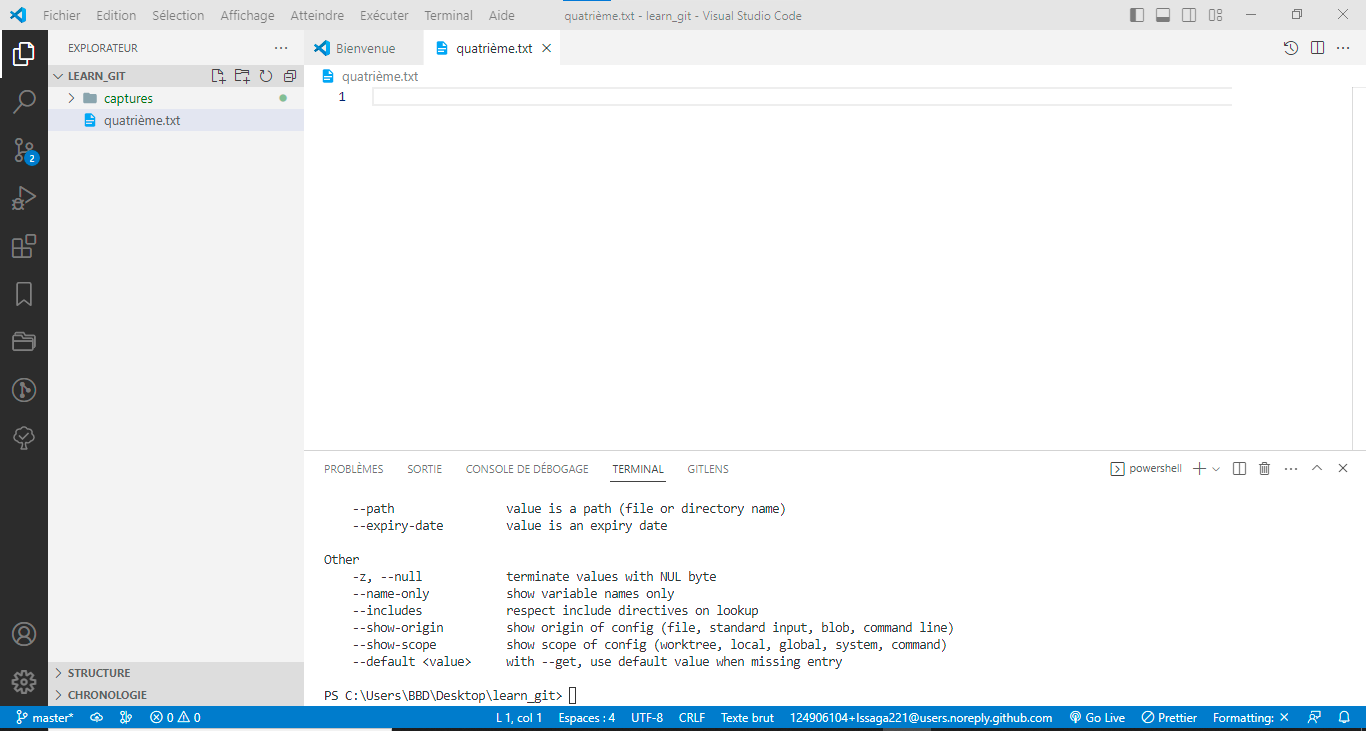 Fichier Edition Sélection Affichage Atteindre Exécuter Terminal Aide quatrième.txt - learn_git - Visual Studio Code
EXPLORATEUR
Bienvenue quatrième.txt
LEARN_GIT
captures
quatrième.txt
2
quatrième.txt
1
PROBLÈMES SORTIE CONSOLE DE DÉBOGAGE TERMINAL GITLENS powershell
--path value is a path (file or directory name)
--expiry-date value is an expiry date
Other
-z, --null terminate values with NUL byte
--name-only show variable names only
--includes respect include directives on lookup
--show-origin show origin of config (file, standard input, blob, command line)
--show-scope show scope of config (worktree, local, global, system, command)
--default <value> with --get, use default value when missing entry
PS C:\Users\BBD\Desktop\learn_git>
STRUCTURE
CHRONOLOGIE
master* 0 0 L 1, col 1 Espaces : 4 UTF-8 CRLF Texte brut 124906104+Issaga221@users.noreply.github.com Go Live Prettier Formatting: ×